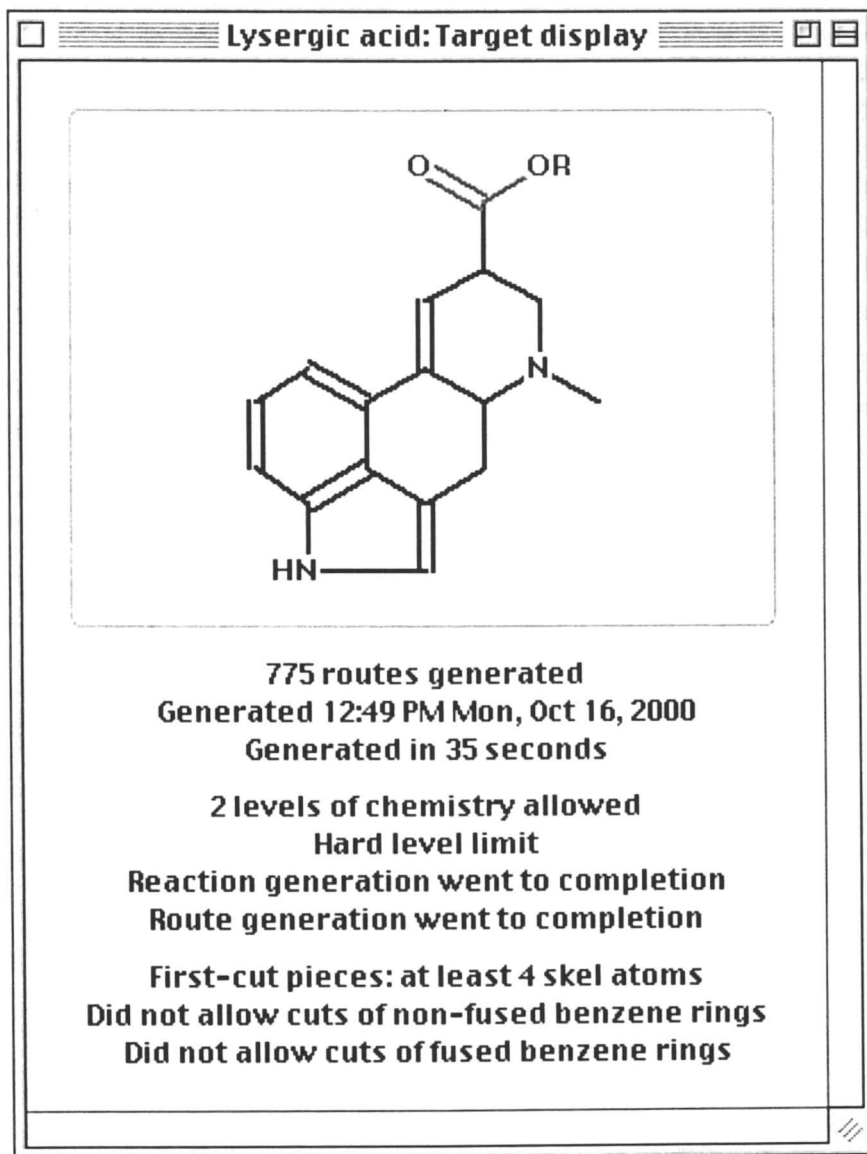 Lysergic acid: Target display
O
OR
N
HN
775 routes generated
Generated 12:49 PM Mon, Oct 16, 2000
Generated in 35 seconds
2 levels of chemistry allowed
Hard level limit
Reaction generation went to completion
Route generation went to completion
First-cut pieces: at least 4 skel atoms
Did not allow cuts of non-fused benzene rings
Did not allow cuts of fused benzene rings